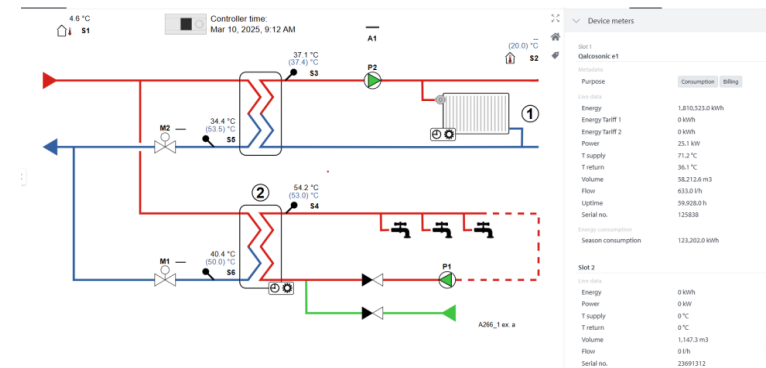 4.6 °C
S1
Controller time:
Mar 10, 2025, 9:12 AM
A1
--
(20.0) °C
S2
37.1 °C
(37.4) °C
S3
P2
1
M2
34.4 °C
(53.5) °C
S5
2
54.2 °C
(53.0) °C
S4
M1
40.4 °C
(50.0) °C
S6
P1
A266_1 ex. a
Device meters
Slot 1
Qalcosonic e1
Metadata
Purpose Consumption Billing
Live data
Energy 1,810,523.0 kWh
Energy Tariff 1 0 kWh
Energy Tariff 2 0 kWh
Power 25.1 kW
T supply 71.2 °C
T return 36.1 °C
Volume 58,212.6 m3
Flow 633.0 l/h
Uptime 59,928.0 h
Serial no. 125838
Energy consumption
Season consumption 123,202.0 kWh
Slot 2
Live data
Energy 0 kWh
Power 0 kW
T supply 0 °C
T return 0 °C
Volume 1,147.3 m3
Flow 0 l/h
Serial no. 23691312